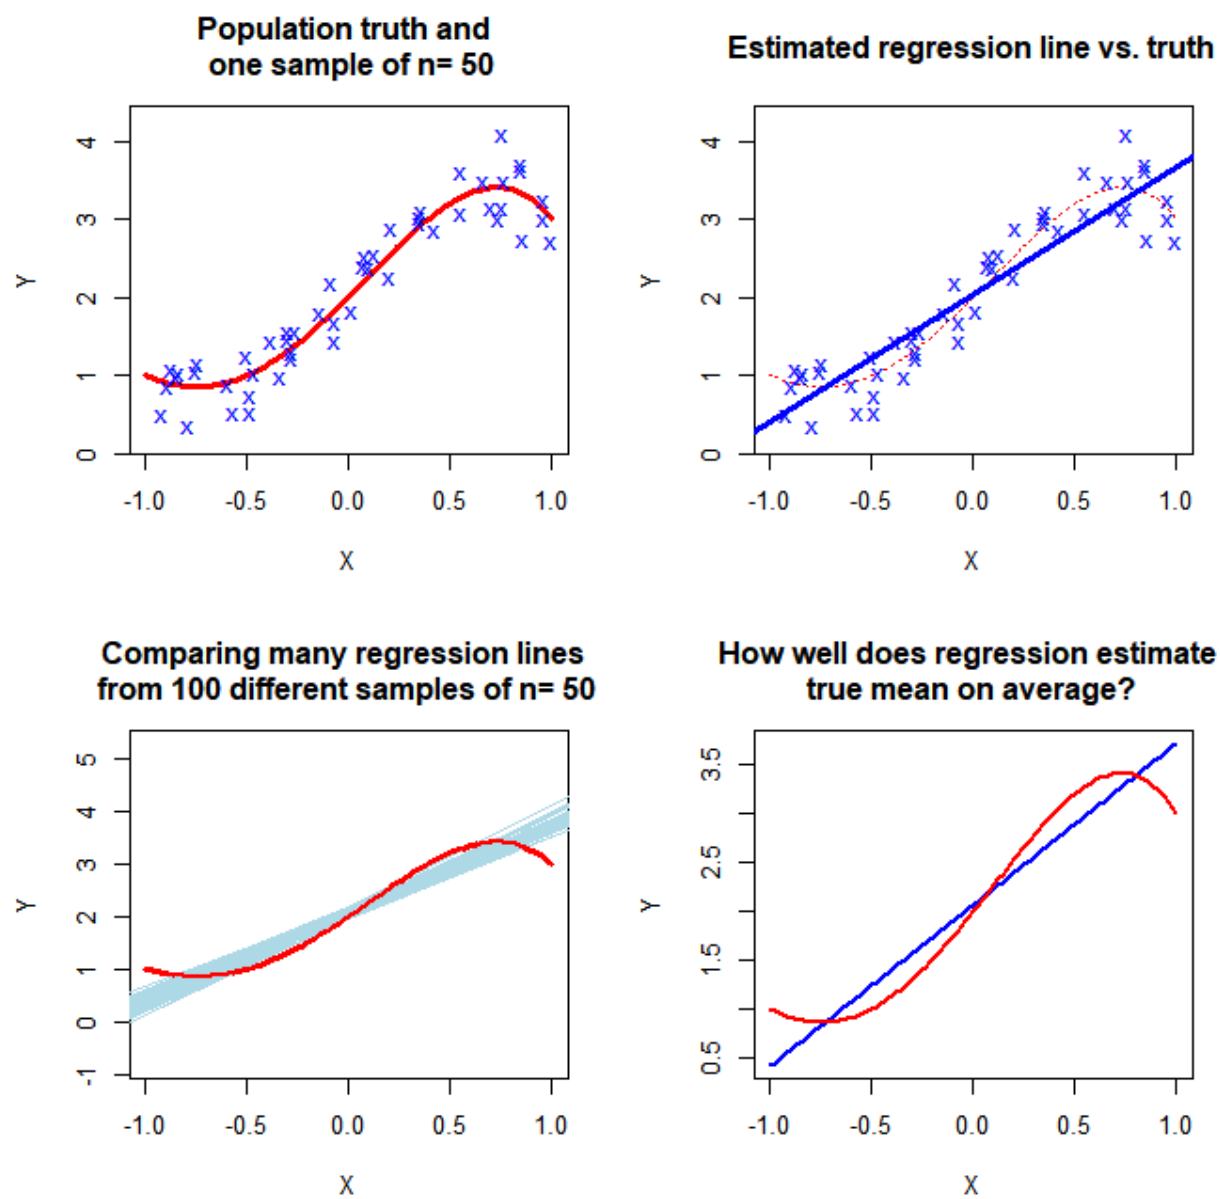 Population truth and
one sample of n= 50
Y
4
3
2
1
0
-1.0 -0.5 0.0 0.5 1.0
X
Estimated regression line vs. truth
Y
4
3
2
1
0
-1.0 -0.5 0.0 0.5 1.0
X
Comparing many regression lines
from 100 different samples of n= 50
Y
5
4
3
2
1
0
-1
-1.0 -0.5 0.0 0.5 1.0
X
How well does regression estimate
true mean on average?
Y
3.5
2.5
1.5
0.5
-1.0 -0.5 0.0 0.5 1.0
X